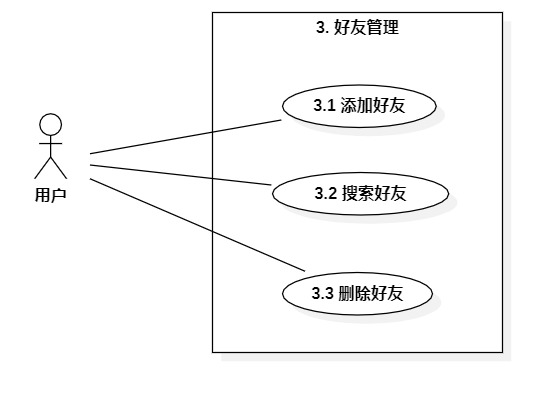 3. 好友管理
3.1 添加好友
用户
3.2 搜索好友
3.3 删除好友